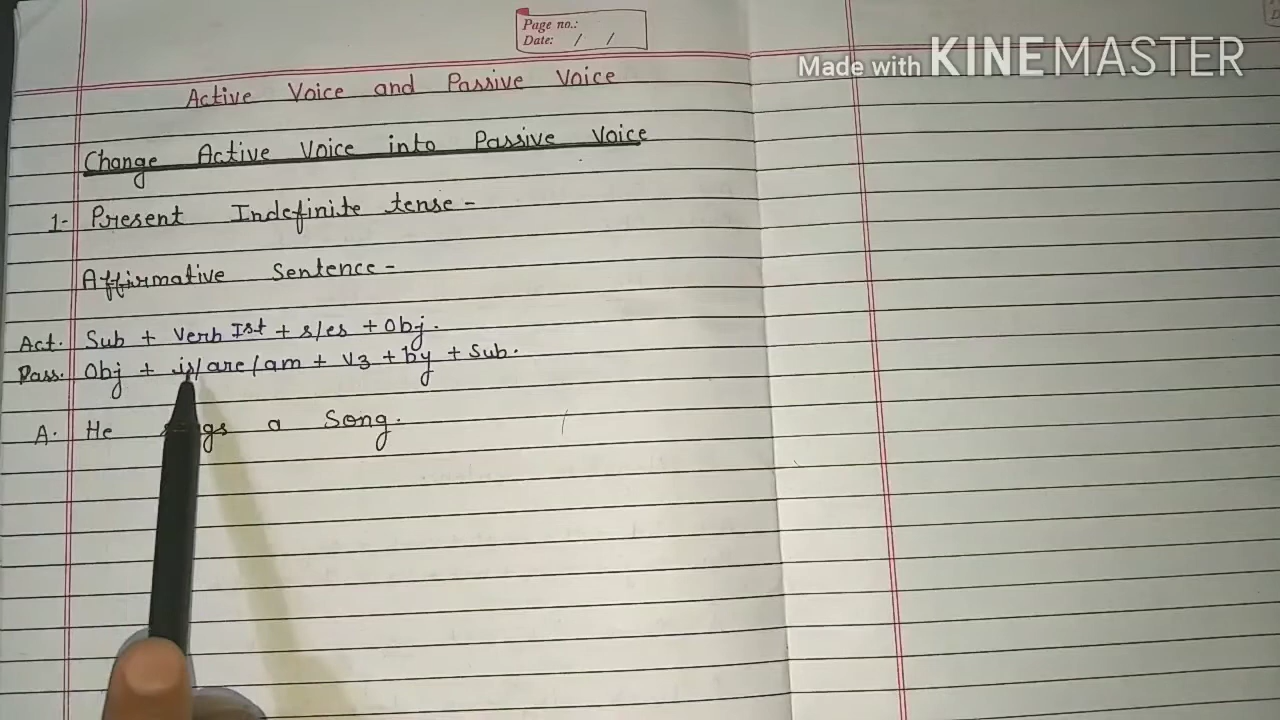 Page no.:
Date: / /
Made with KINEMASTER
Active Voice and Passive Voice
Change Active Voice into Passive Voice
1- Present Indefinite tense -
Affirmative Sentence -
Act. Sub + Verb Ist + s/es + Obj.
Pass. Obj + is/are/am + V3 + by + Sub.
A. He a Song.